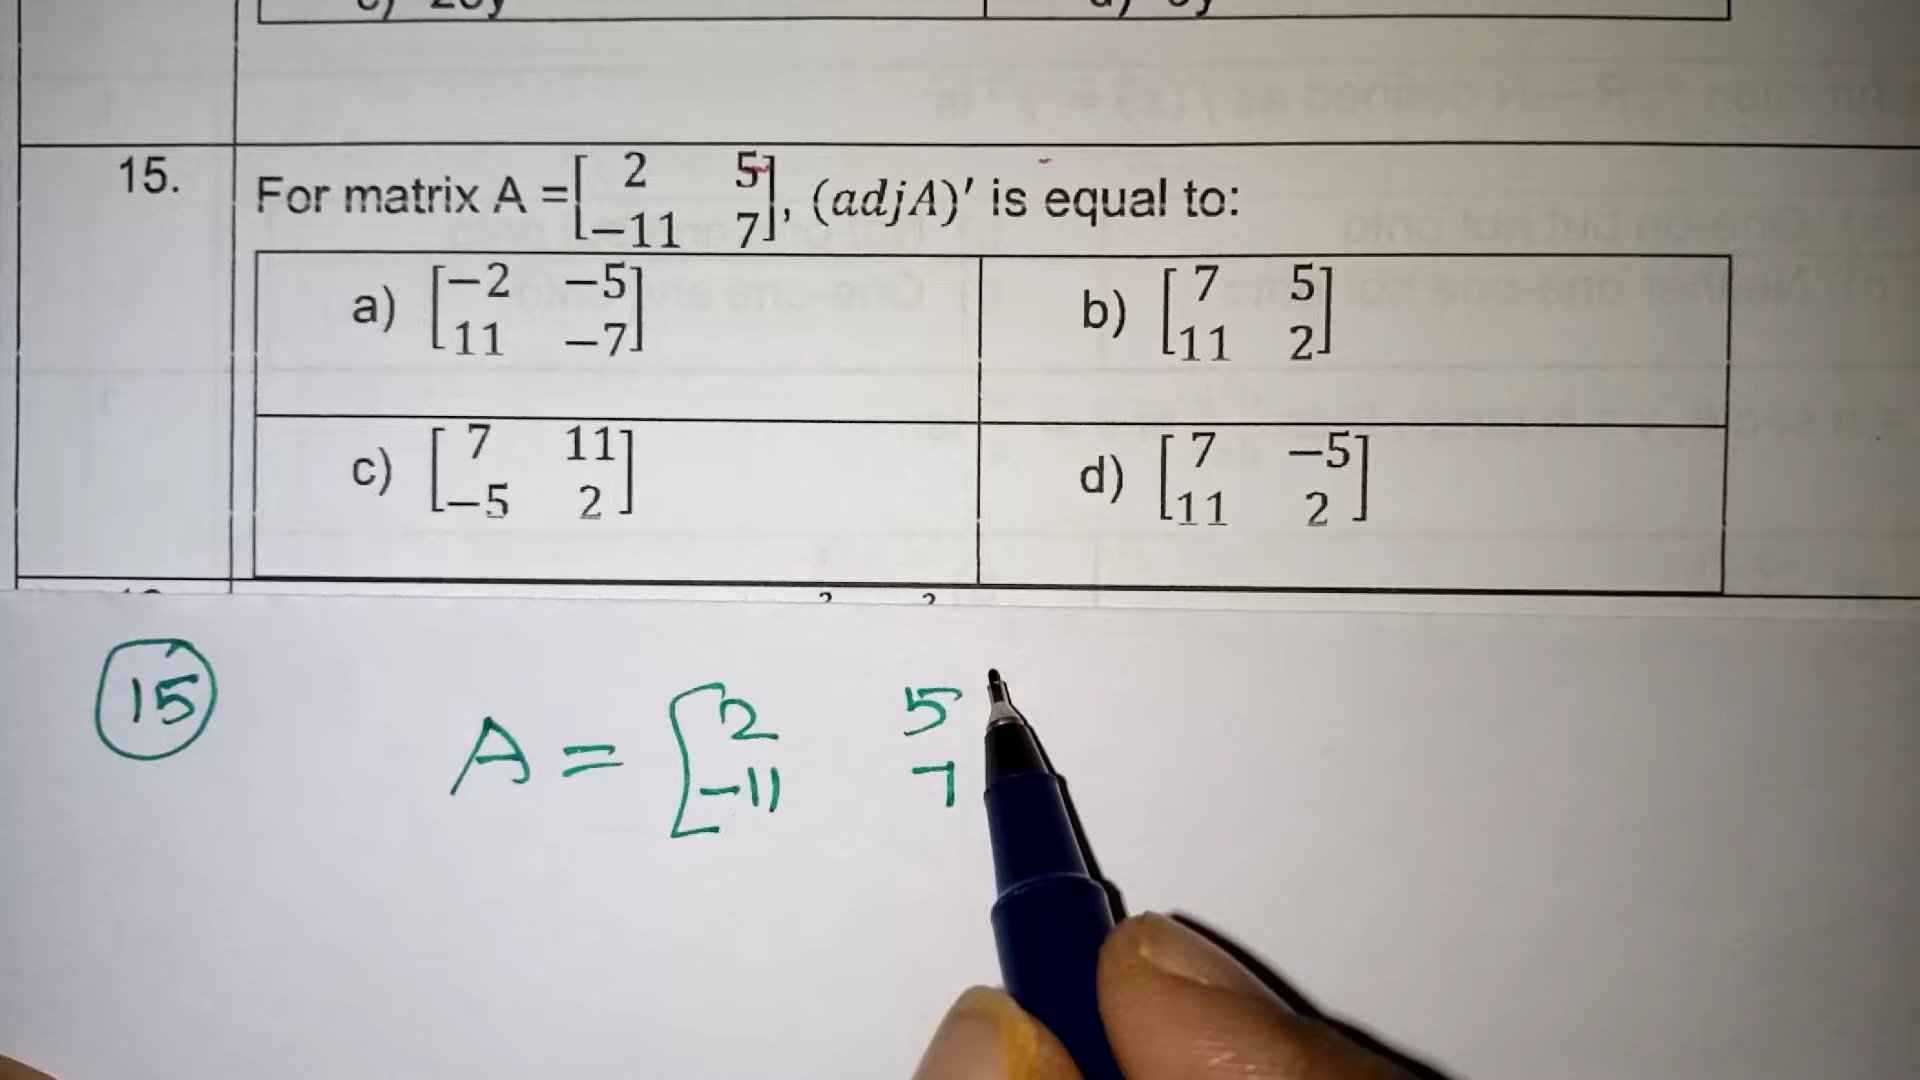 15.
For matrix A = [ 2 5 ], (adjA)′ is equal to:
[ −11 7 ]
a) [ −2 −5 ] b) [ 7 5 ]
[ 11 −7 ] [ 11 2 ]
c) [ 7 11 ] d) [ 7 −5 ]
[ −5 2 ] [ 11 2 ]
15
A = [ 2 5
-11 7